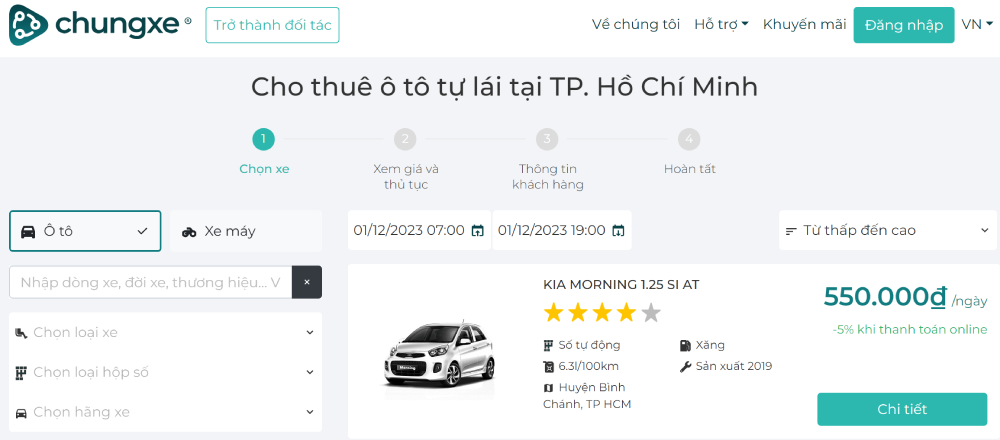 chungxe ®
Trở thành đối tác
Về chúng tôi Hỗ trợ Khuyến mãi Đăng nhập VN
Cho thuê ô tô tự lái tại TP. Hồ Chí Minh
1 2 3 4
Chọn xe
Xem giá và
thủ tục
Thông tin
khách hàng
Hoàn tất
Ô tô
Xe máy
01/12/2023 07:00
01/12/2023 19:00
Từ thấp đến cao
Nhập dòng xe, đời xe, thương hiệu... V
×
Chọn loại xe
Chọn loại hộp số
Chọn hãng xe
Morning
KIA MORNING 1.25 SI AT
Số tự động
Xăng
6.3l/100km
Sản xuất 2019
Huyện Bình
Chánh, TP HCM
550.000₫ /ngày
-5% khi thanh toán online
Chi tiết